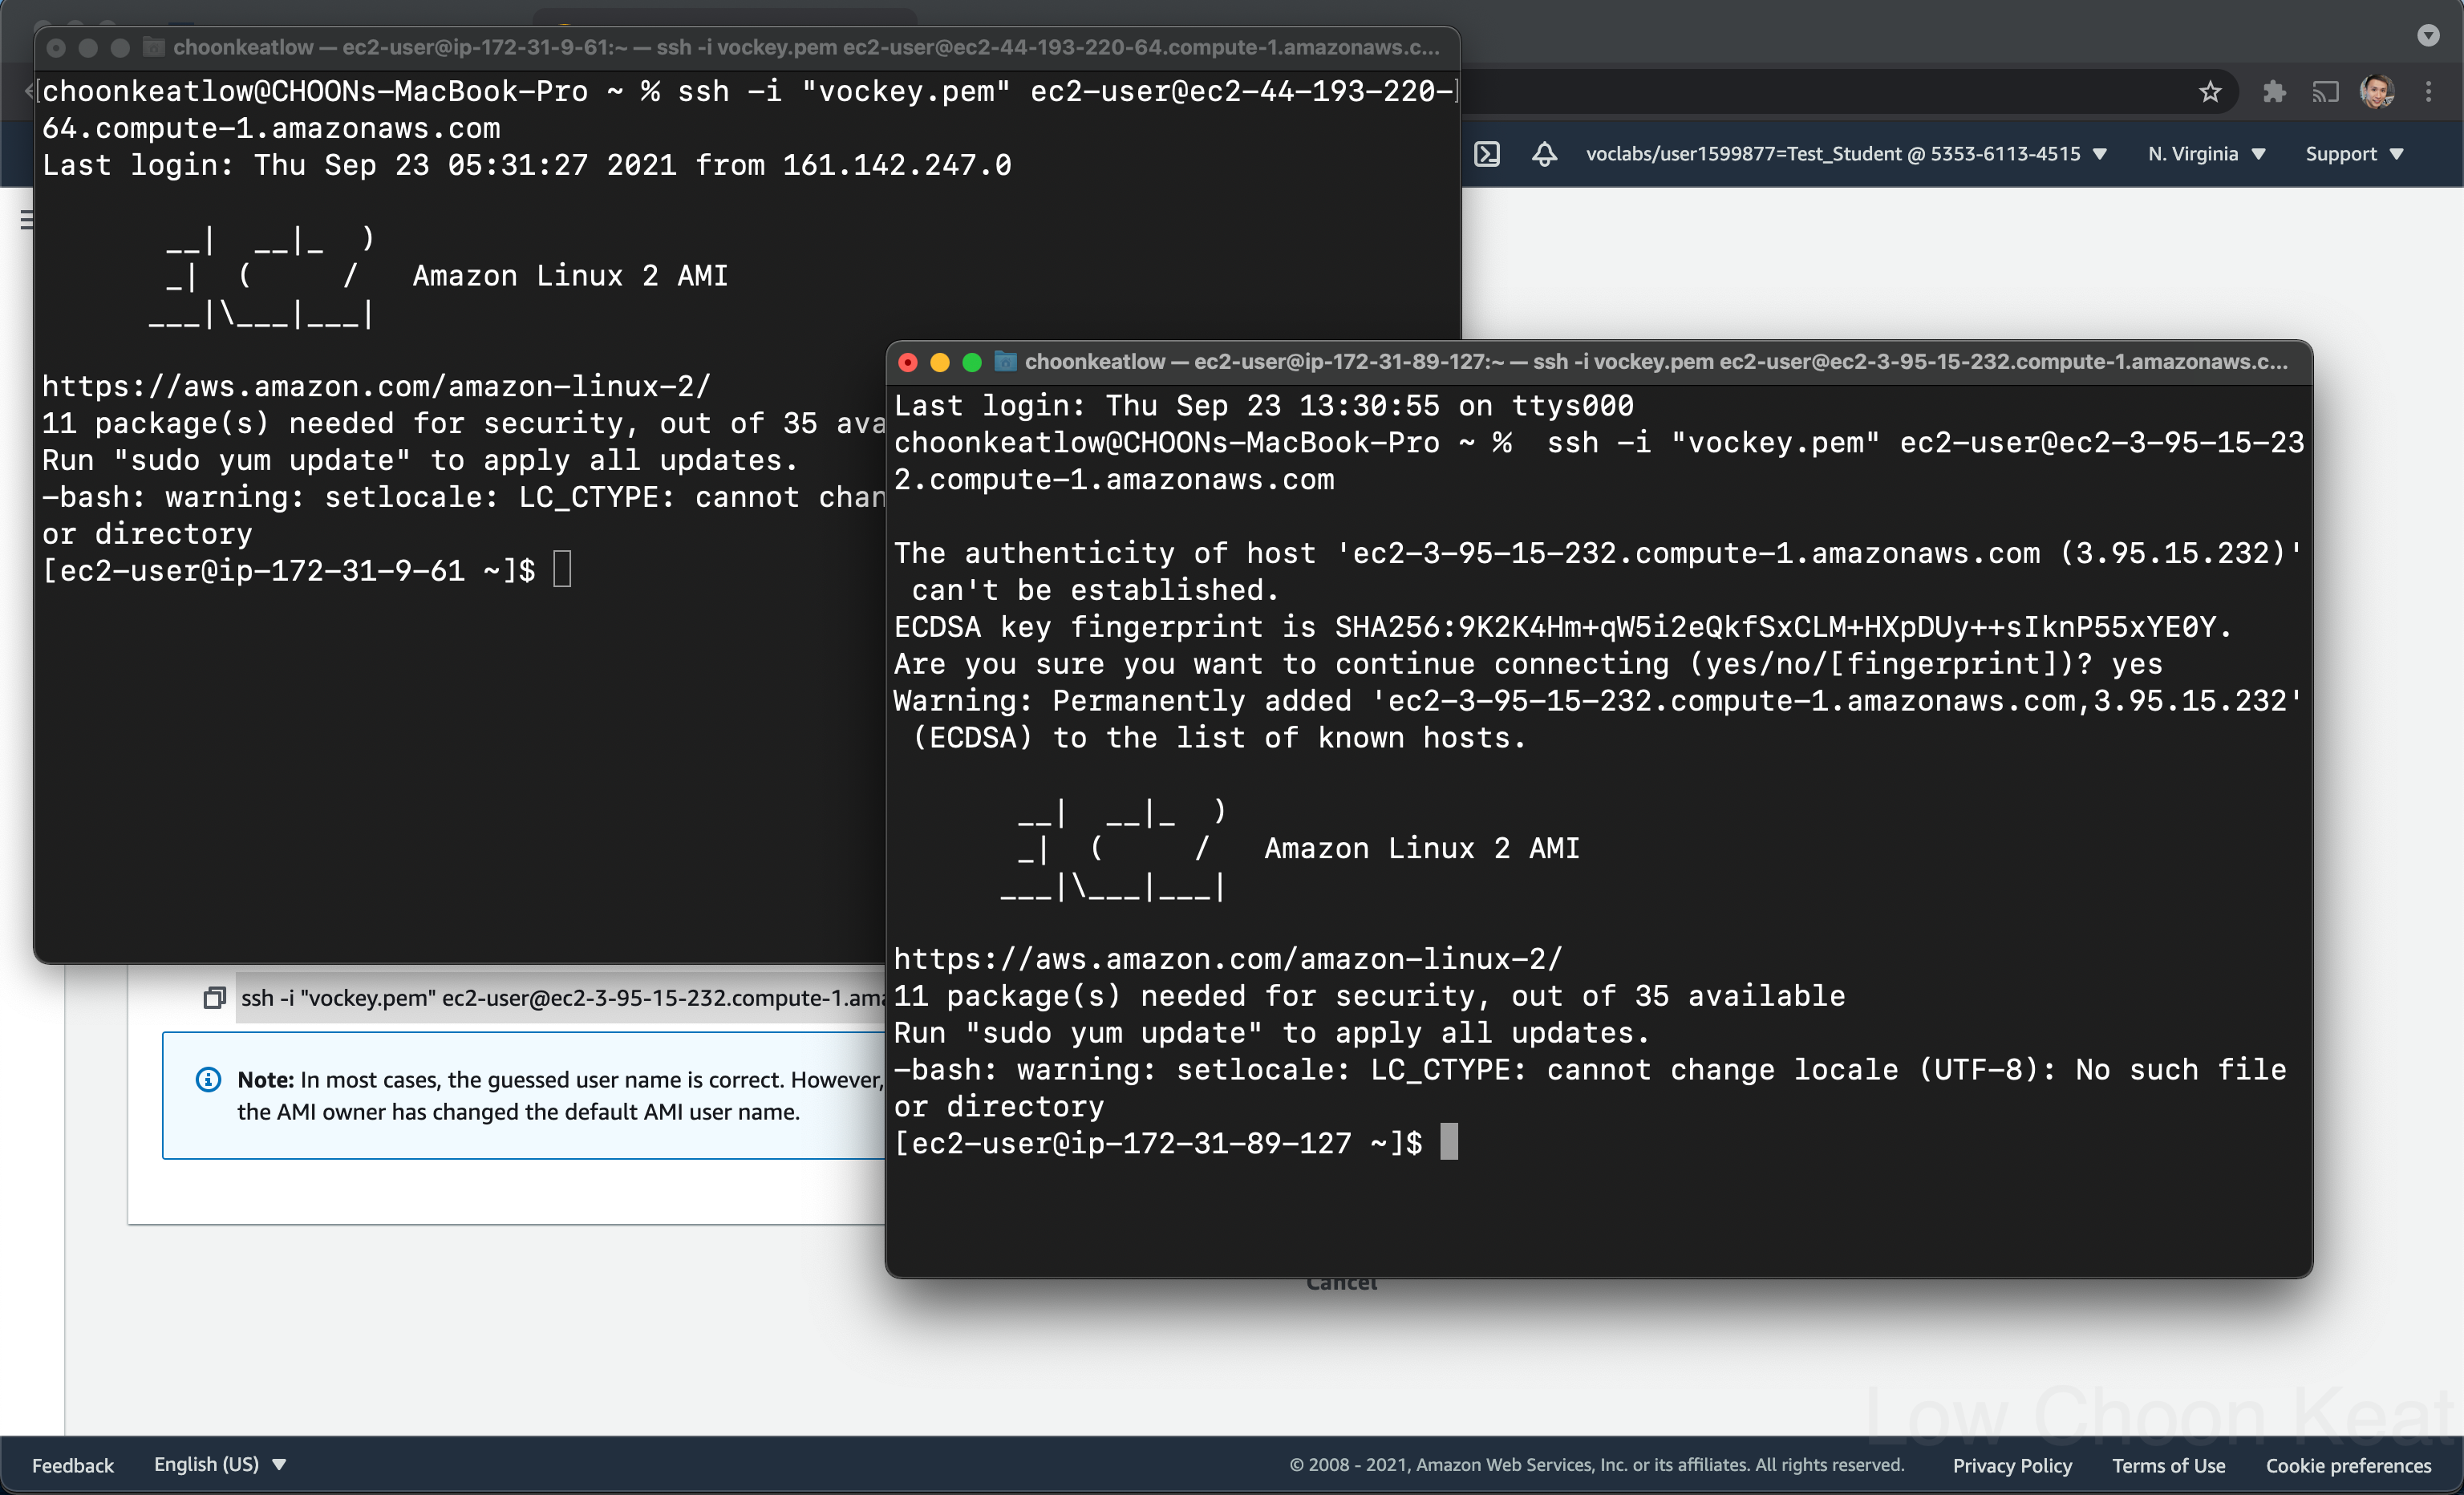 choonkeatlow — ec2-user@ip-172-31-9-61:~ — ssh -i vockey.pem ec2-user@ec2-44-193-220-64.compute-1.amazonaws.c...
choonkeatlow@CHOONs-MacBook-Pro ~ % ssh -i "vockey.pem" ec2-user@ec2-44-193-220-
64.compute-1.amazonaws.com
Last login: Thu Sep 23 05:31:27 2021 from 161.142.247.0
__|  __|_  )
_|  (     /   Amazon Linux 2 AMI
___|\___|___|
https://aws.amazon.com/amazon-linux-2/
11 package(s) needed for security, out of 35 ava
Run "sudo yum update" to apply all updates.
-bash: warning: setlocale: LC_CTYPE: cannot chan
or directory
[ec2-user@ip-172-31-9-61 ~]$
voclabs/user1599877=Test_Student @ 5353-6113-4515
N. Virginia
Support
choonkeatlow — ec2-user@ip-172-31-89-127:~ — ssh -i vockey.pem ec2-user@ec2-3-95-15-232.compute-1.amazonaws.c...
Last login: Thu Sep 23 13:30:55 on ttys000
choonkeatlow@CHOONs-MacBook-Pro ~ %  ssh -i "vockey.pem" ec2-user@ec2-3-95-15-23
2.compute-1.amazonaws.com
The authenticity of host 'ec2-3-95-15-232.compute-1.amazonaws.com (3.95.15.232)'
can't be established.
ECDSA key fingerprint is SHA256:9K2K4Hm+qW5i2eQkfSxCLM+HXpDUy++sIknP55xYE0Y.
Are you sure you want to continue connecting (yes/no/[fingerprint])? yes
Warning: Permanently added 'ec2-3-95-15-232.compute-1.amazonaws.com,3.95.15.232'
(ECDSA) to the list of known hosts.
__|  __|_  )
_|  (     /   Amazon Linux 2 AMI
___|\___|___|
https://aws.amazon.com/amazon-linux-2/
11 package(s) needed for security, out of 35 available
Run "sudo yum update" to apply all updates.
-bash: warning: setlocale: LC_CTYPE: cannot change locale (UTF-8): No such file
or directory
[ec2-user@ip-172-31-89-127 ~]$
ssh -i "vockey.pem" ec2-user@ec2-3-95-15-232.compute-1.ama
Note: In most cases, the guessed user name is correct. However,
the AMI owner has changed the default AMI user name.
Cancel
Low Choon Keat
Feedback
English (US)
© 2008 - 2021, Amazon Web Services, Inc. or its affiliates. All rights reserved.
Privacy Policy
Terms of Use
Cookie preferences